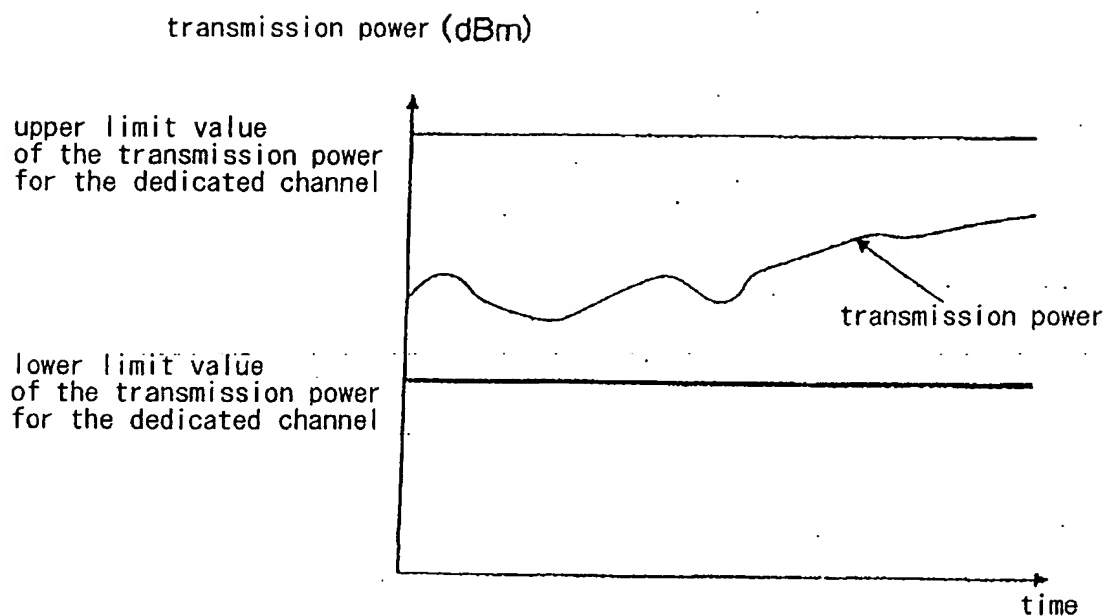 transmission power (dBm)
upper limit value
of the transmission power
for the dedicated channel
transmission power
lower limit value
of the transmission power
for the dedicated channel
time